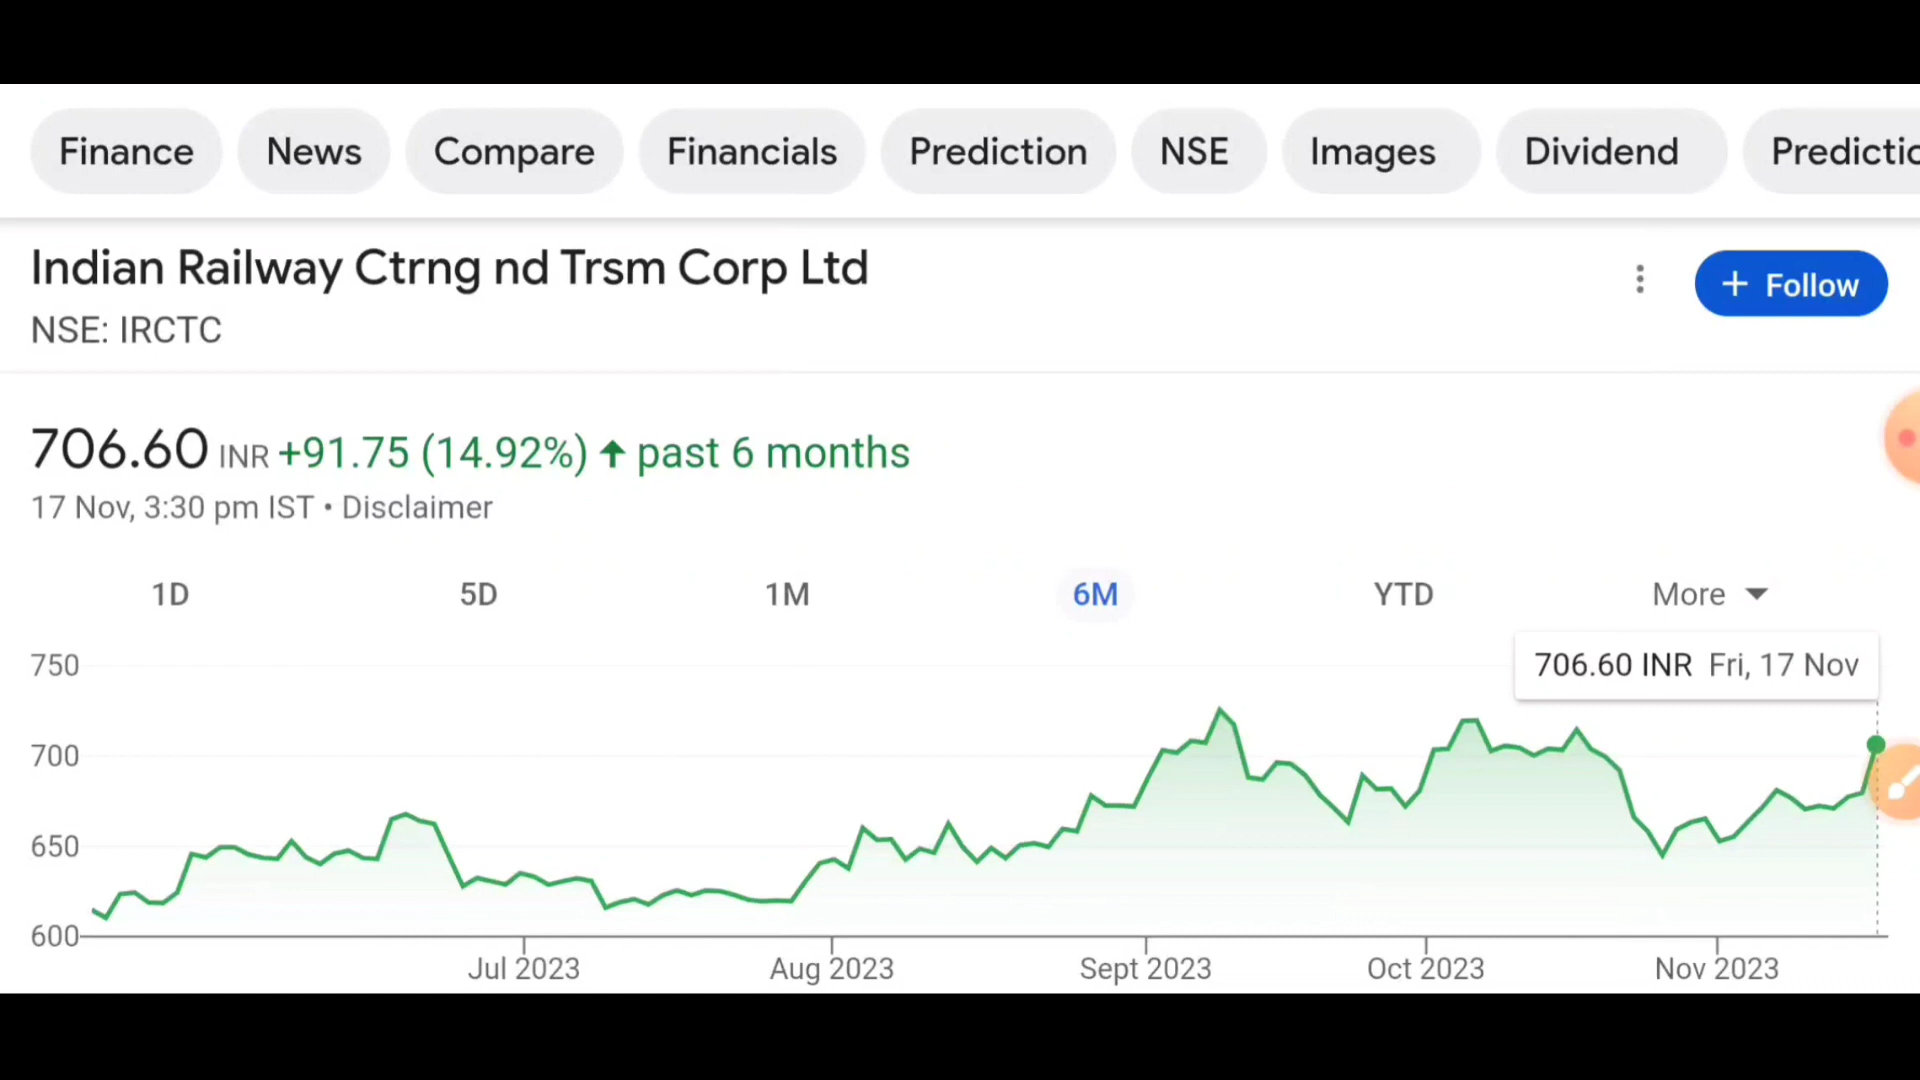 Finance News Compare Financials Prediction NSE Images Dividend Predictic
Indian Railway Ctrng nd Trsm Corp Ltd
+ Follow
NSE: IRCTC
706.60 INR +91.75 (14.92%) ↑ past 6 months
17 Nov, 3:30 pm IST • Disclaimer
1D 5D 1M 6M YTD More
706.60 INR Fri, 17 Nov
750
700
650
600
Jul 2023 Aug 2023 Sept 2023 Oct 2023 Nov 2023